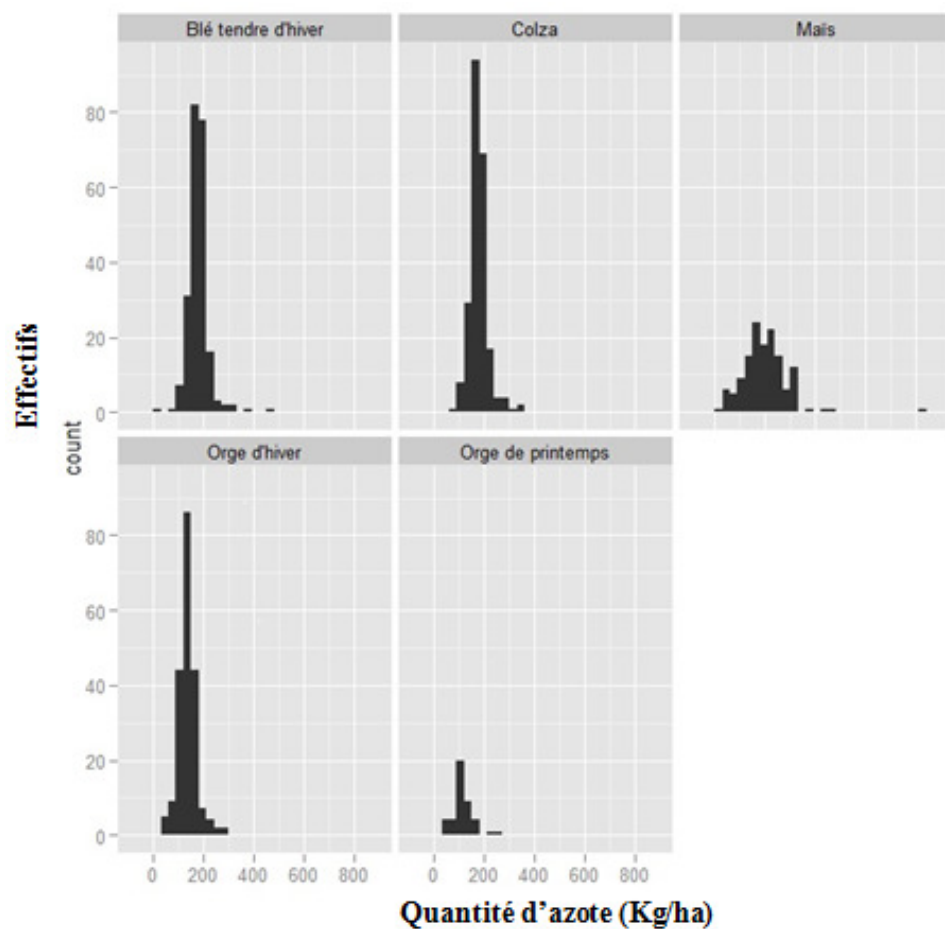 Blé tendre d'hiver
Colza
Maïs
80
60
40
20
0
Effectifs
count
Orge d'hiver
Orge de printemps
80
60
40
20
0
0 200 400 600 800
0 200 400 600 800
Quantité d’azote (Kg/ha)